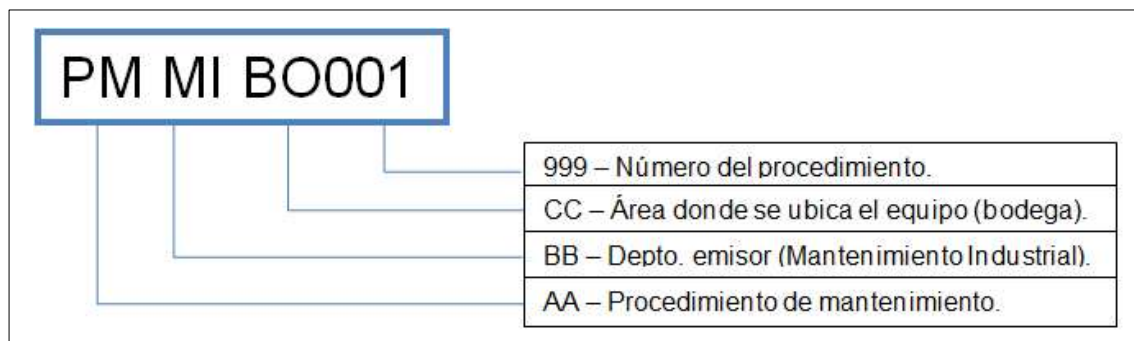 PM MI BO001
999 – Número del procedimiento.
CC – Área donde se ubica el equipo (bodega).
BB – Depto. emisor (Mantenimiento Industrial).
AA – Procedimiento de mantenimiento.